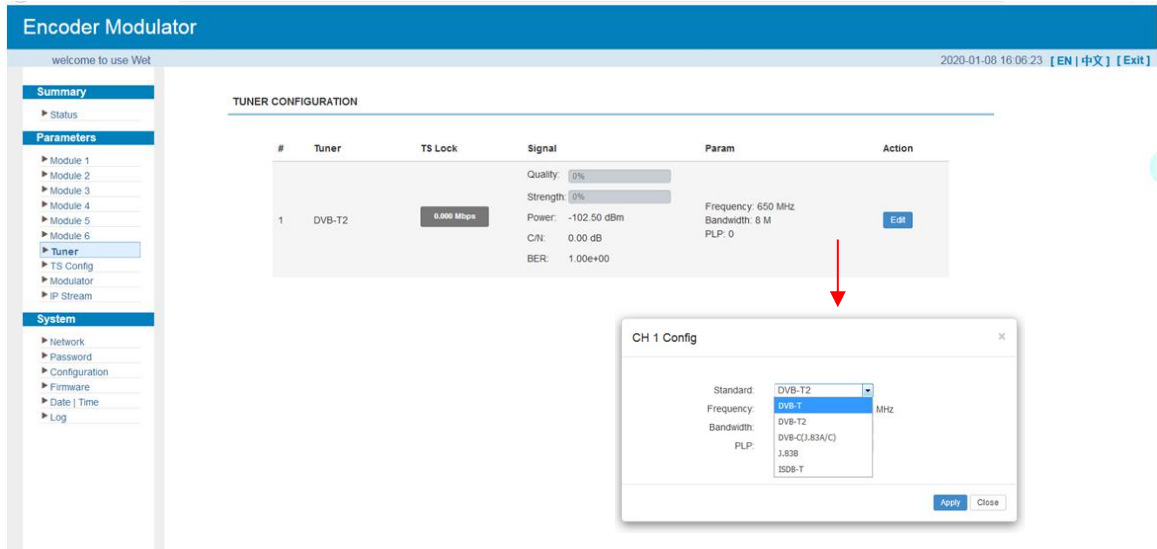 Encoder Modulator
welcome to use Wet
2020-01-08 16:06:23 [ EN | 中文 ] [ Exit ]
Summary
Status
Parameters
Module 1
Module 2
Module 3
Module 4
Module 5
Module 6
Tuner
TS Config
Modulator
IP Stream
System
Network
Password
Configuration
Firmware
Date | Time
Log
TUNER CONFIGURATION
# Tuner TS Lock Signal Param Action
1 DVB-T2 0.000 Mbps
Quality: 0%
Strength: 0%
Power: -102.50 dBm
C/N: 0.00 dB
BER: 1.00e+00
Frequency: 650 MHz
Bandwidth: 8 M
PLP: 0
Edit
CH 1 Config ×
Standard: DVB-T2
Frequency: MHz
Bandwidth:
PLP:
DVB-T
DVB-T2
DVB-C(J.83A/C)
J.83B
ISDB-T
Apply Close